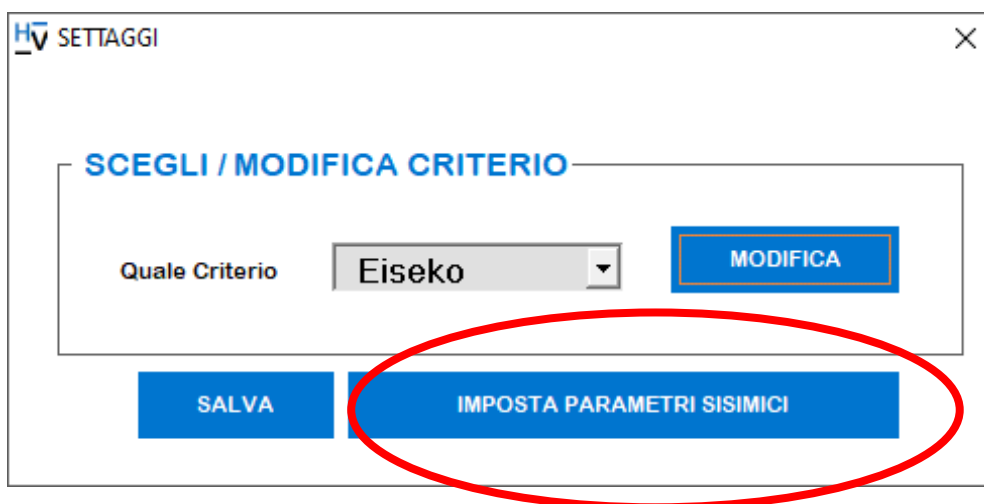 HV SETTAGGI
SCEGLI / MODIFICA CRITERIO
Quale Criterio Eiseko MODIFICA
SALVA IMPOSTA PARAMETRI SISIMICI